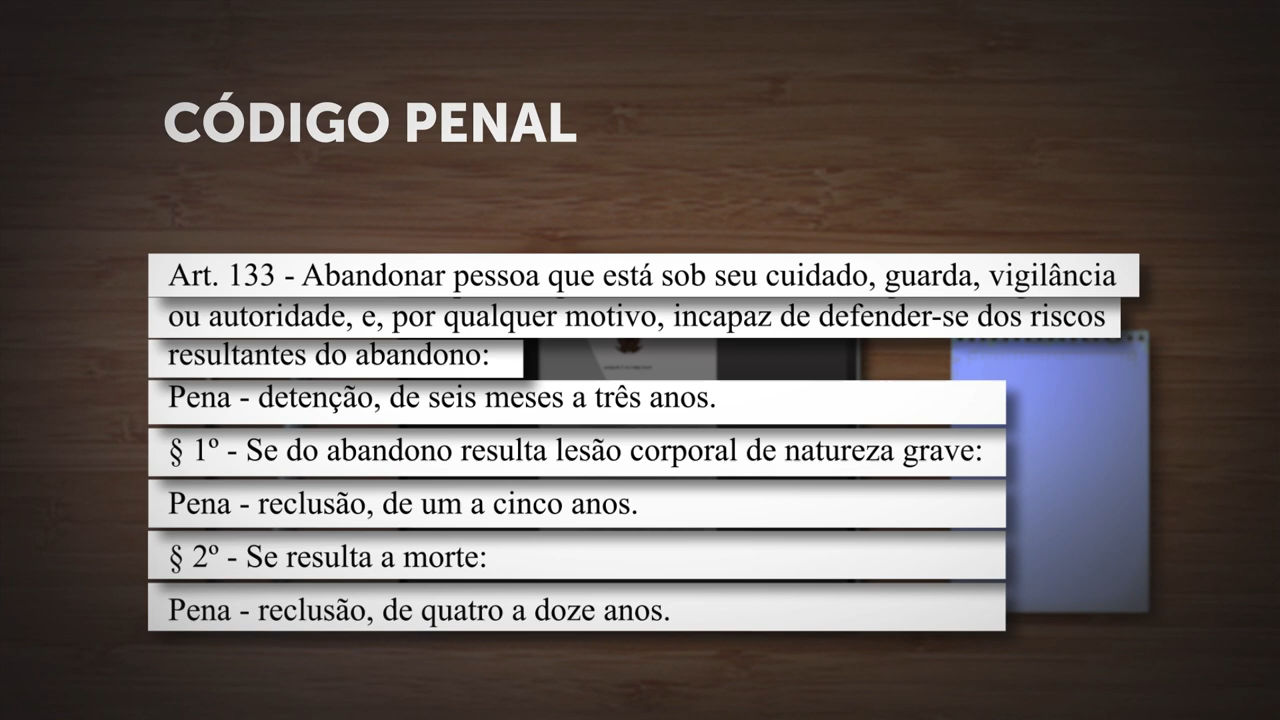 CÓDIGO PENAL
Art. 133 - Abandonar pessoa que está sob seu cuidado, guarda, vigilância
ou autoridade, e, por qualquer motivo, incapaz de defender-se dos riscos
resultantes do abandono:
Pena - detenção, de seis meses a três anos.
§ 1º - Se do abandono resulta lesão corporal de natureza grave:
Pena - reclusão, de um a cinco anos.
§ 2º - Se resulta a morte:
Pena - reclusão, de quatro a doze anos.